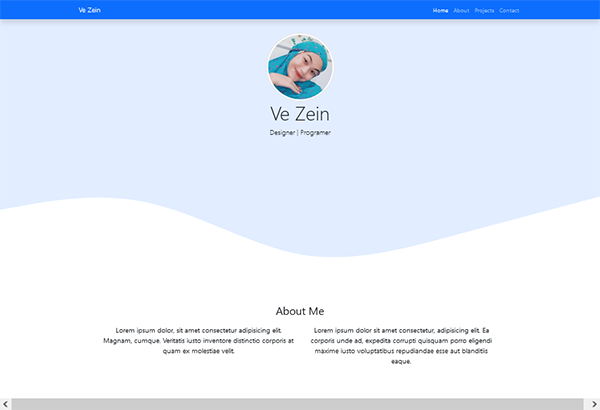 Ve Zein
Home About Projects Contact
Ve Zein
Designer | Programer
About Me
Lorem ipsum dolor, sit amet consectetur adipisicing elit.
Magnam, cumque. Veritatis iusto inventore distinctio corporis at
quam ex molestiae velit.
Lorem ipsum dolor sit amet consectetur, adipisicing elit. Ea
corporis unde ad, expedita corrupti quisquam porro eligendi
maxime iusto voluptatibus repudiandae esse aut blanditiis
eaque.